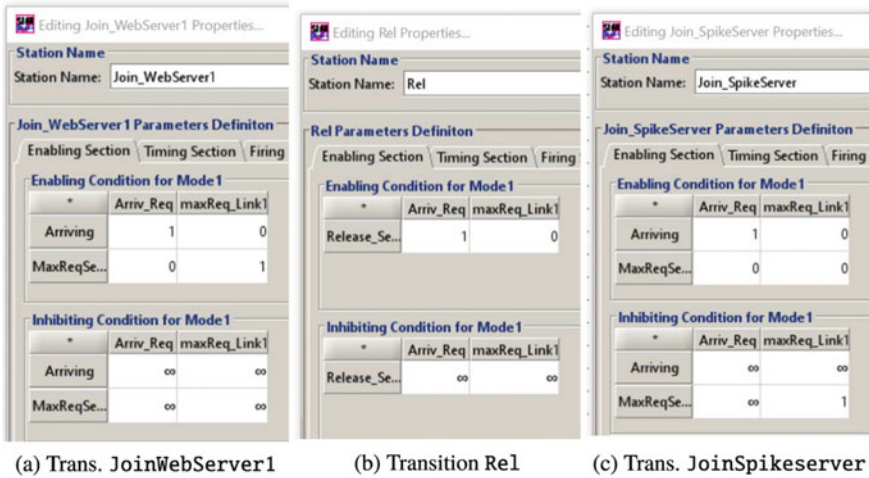 Editing Join_WebServer1 Properties...
Station Name
Station Name: Join_WebServer1
Join_WebServer1 Parameters Definiton
Enabling Section Timing Section Firing
Enabling Condition for Mode1
* Arriv_Req maxReq_Link1
Arriving 1 0
MaxReqSe... 0 1
Inhibiting Condition for Mode1
* Arriv_Req maxReq_Link1
Arriving ∞ ∞
MaxReqSe... ∞ ∞
(a) Trans. JoinWebServer1
Editing Rel Properties...
Station Name
Station Name: Rel
Rel Parameters Definiton
Enabling Section Timing Section Firing
Enabling Condition for Mode1
* Arriv_Req maxReq_Link1
Release_Se... 1 0
Inhibiting Condition for Mode1
* Arriv_Req maxReq_Link1
Release_Se... ∞ ∞
(b) Transition Rel
Editing Join_SpikeServer Properties...
Station Name
Station Name: Join_SpikeServer
Join_SpikeServer Parameters Definiton
Enabling Section Timing Section Firing
Enabling Condition for Mode1
* Arriv_Req maxReq_Link1
Arriving 1 0
MaxReqSe... 0 0
Inhibiting Condition for Mode1
* Arriv_Req maxReq_Link1
Arriving ∞ ∞
MaxReqSe... ∞ 1
(c) Trans. JoinSpikeserver